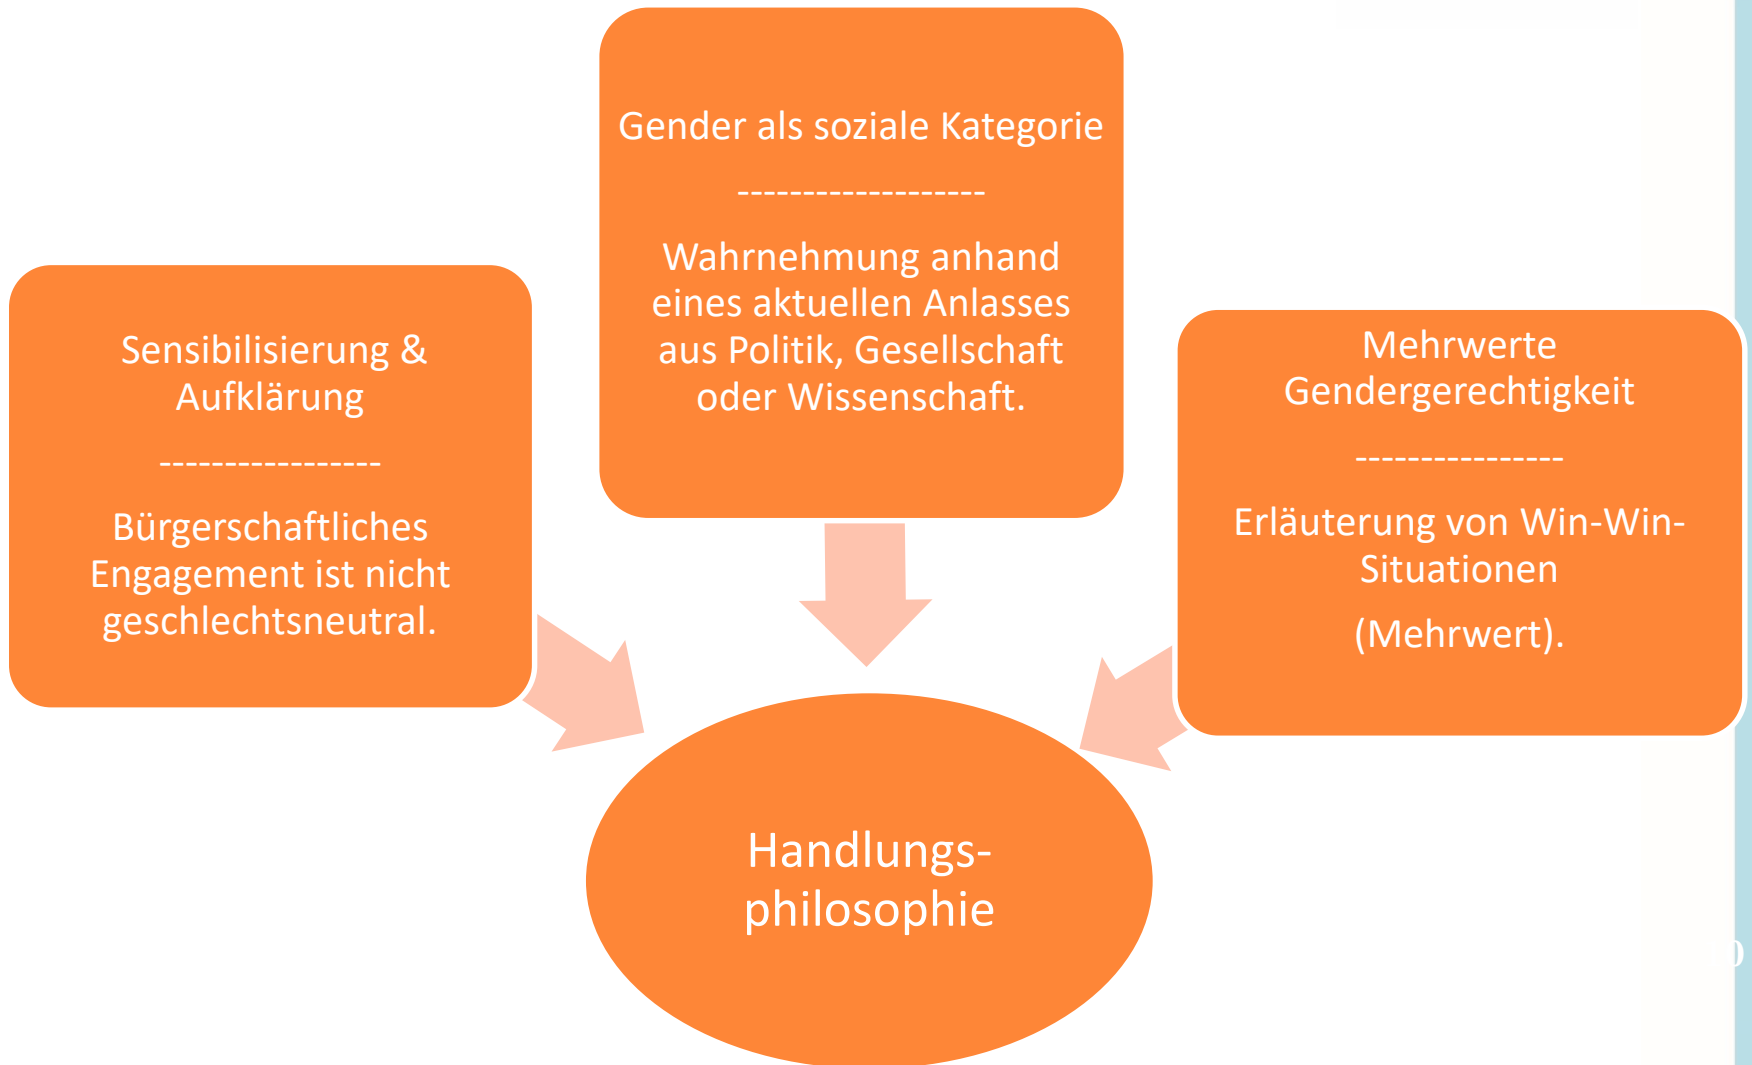 Gender als soziale Kategorie
-------------------
Wahrnehmung anhand
eines aktuellen Anlasses
aus Politik, Gesellschaft
oder Wissenschaft.
Sensibilisierung &
Aufklärung
-----------------
Bürgerschaftliches
Engagement ist nicht
geschlechtsneutral.
Mehrwerte
Gendergerechtigkeit
----------------
Erläuterung von Win-Win-
Situationen
(Mehrwert).
Handlungs-
philosophie